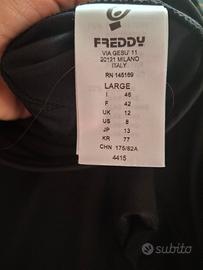 FREDDY
VIA GESU' 11
20121 MILANO
ITALY
RN 145169
LARGE
I 46
F 42
UK 12
US 8
JP 13
KR 77
CHN 175/82A
4415
subito